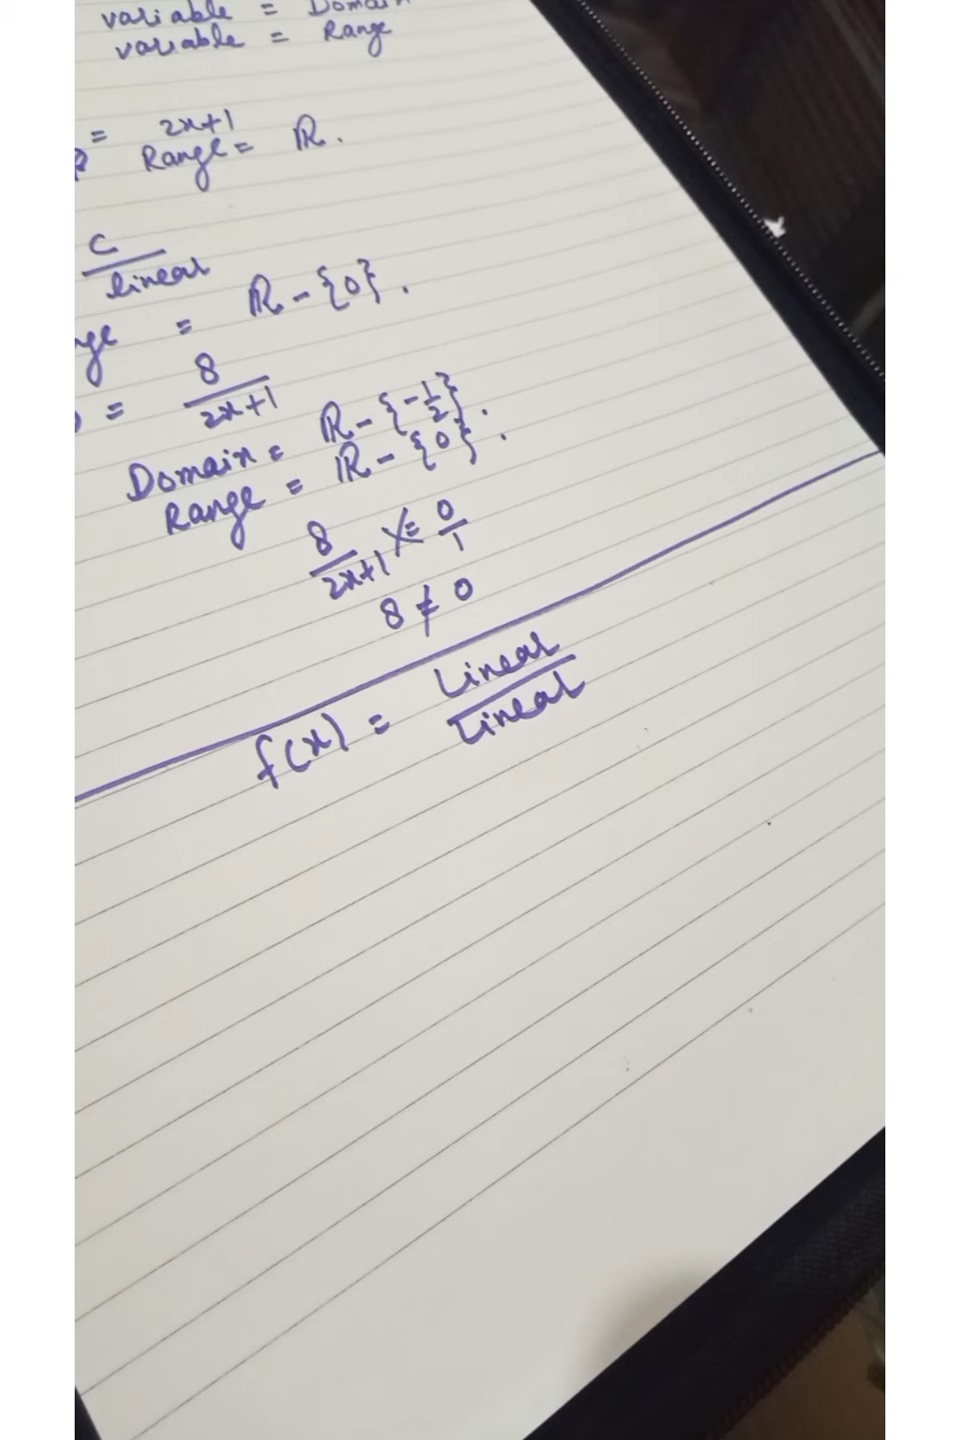 variable = Domain
variable = Range
= 2x+1
Range = ℝ.
C
/ linear
= ℝ - {0}.
= 8/(2x+1)
Domain = ℝ - {-1/2}.
Range = ℝ - {0}.
8/(2x+1) = 0/1
8 ≠ 0
f(x) = Linear/Linear